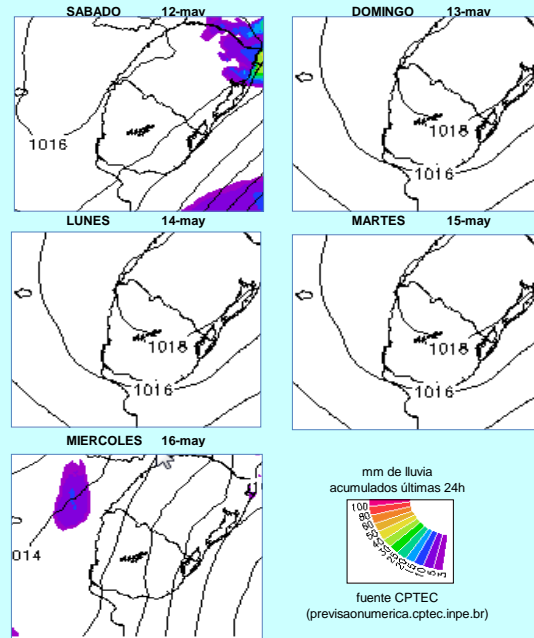 SABADO 12-may
DOMINGO 13-may
1016
1018
1016
LUNES 14-may
MARTES 15-may
1018
1016
1018
1016
MIERCOLES 16-may
014
mm de lluvia
acumulados últimas 24h
100
80
60
fuente CPTEC
(previsaonumerica.cptec.inpe.br)